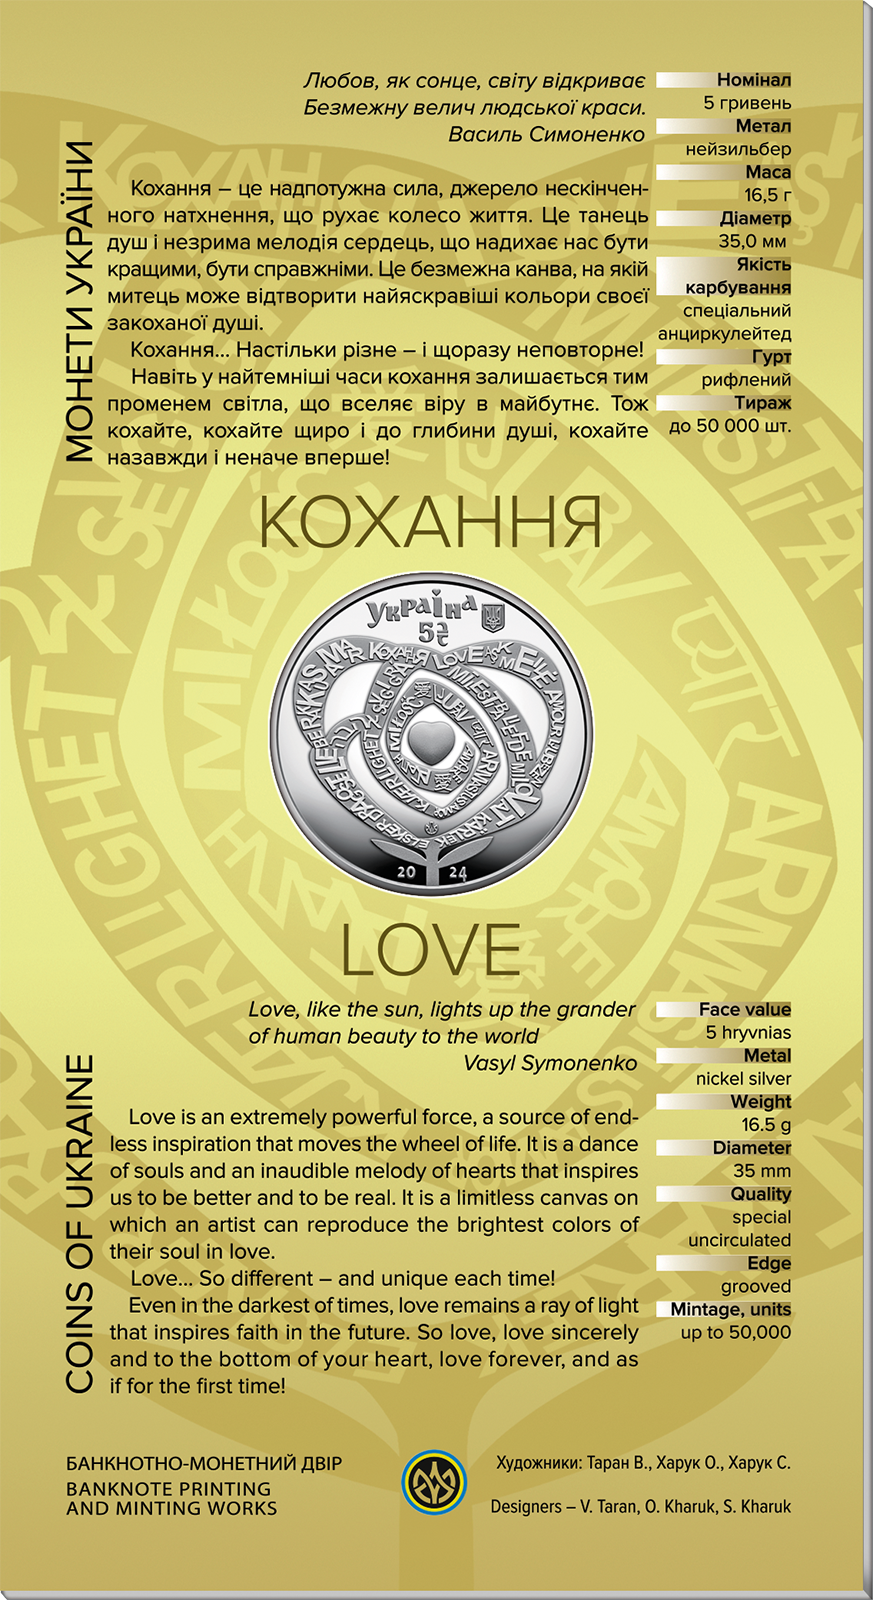 Любов, як сонце, світу відкриває
Безмежну велич людської краси.
Василь Симоненко
МОНЕТИ УКРАЇНИ
Кохання – це надпотужна сила, джерело нескінчен-
ного натхнення, що рухає колесо життя. Це танець
душ і незрима мелодія сердець, що надихає нас бути
кращими, бути справжніми. Це безмежна канва, на якій
митець може відтворити найяскравіші кольори своєї
закоханої душі.
Кохання... Настільки різне – і щоразу неповторне!
Навіть у найтемніші часи кохання залишається тим
променем світла, що вселяє віру в майбутнє. Тож
кохайте, кохайте щиро і до глибини душі, кохайте
назавжди і неначе вперше!
Номінал
5 гривень
Метал
нейзильбер
Маса
16,5 г
Діаметр
35,0 мм
Якість
карбування
спеціальний
анциркулейтед
Гурт
рифлений
Тираж
до 50 000 шт.
КОХАННЯ
Україна
5
КОХАННЯ LOVE
20 24
LOVE
Love, like the sun, lights up the grander
of human beauty to the world
Vasyl Symonenko
COINS OF UKRAINE
Love is an extremely powerful force, a source of end-
less inspiration that moves the wheel of life. It is a dance
of souls and an inaudible melody of hearts that inspires
us to be better and to be real. It is a limitless canvas on
which an artist can reproduce the brightest colors of
their soul in love.
Love... So different – and unique each time!
Even in the darkest of times, love remains a ray of light
that inspires faith in the future. So love, love sincerely
and to the bottom of your heart, love forever, and as
if for the first time!
Face value
5 hryvnias
Metal
nickel silver
Weight
16.5 g
Diameter
35 mm
Quality
special
uncirculated
Edge
grooved
Mintage, units
up to 50,000
БАНКНОТНО-МОНЕТНИЙ ДВІР
BANKNOTE PRINTING
AND MINTING WORKS
Художники: Таран В., Харук О., Харук С.
Designers – V. Taran, O. Kharuk, S. Kharuk